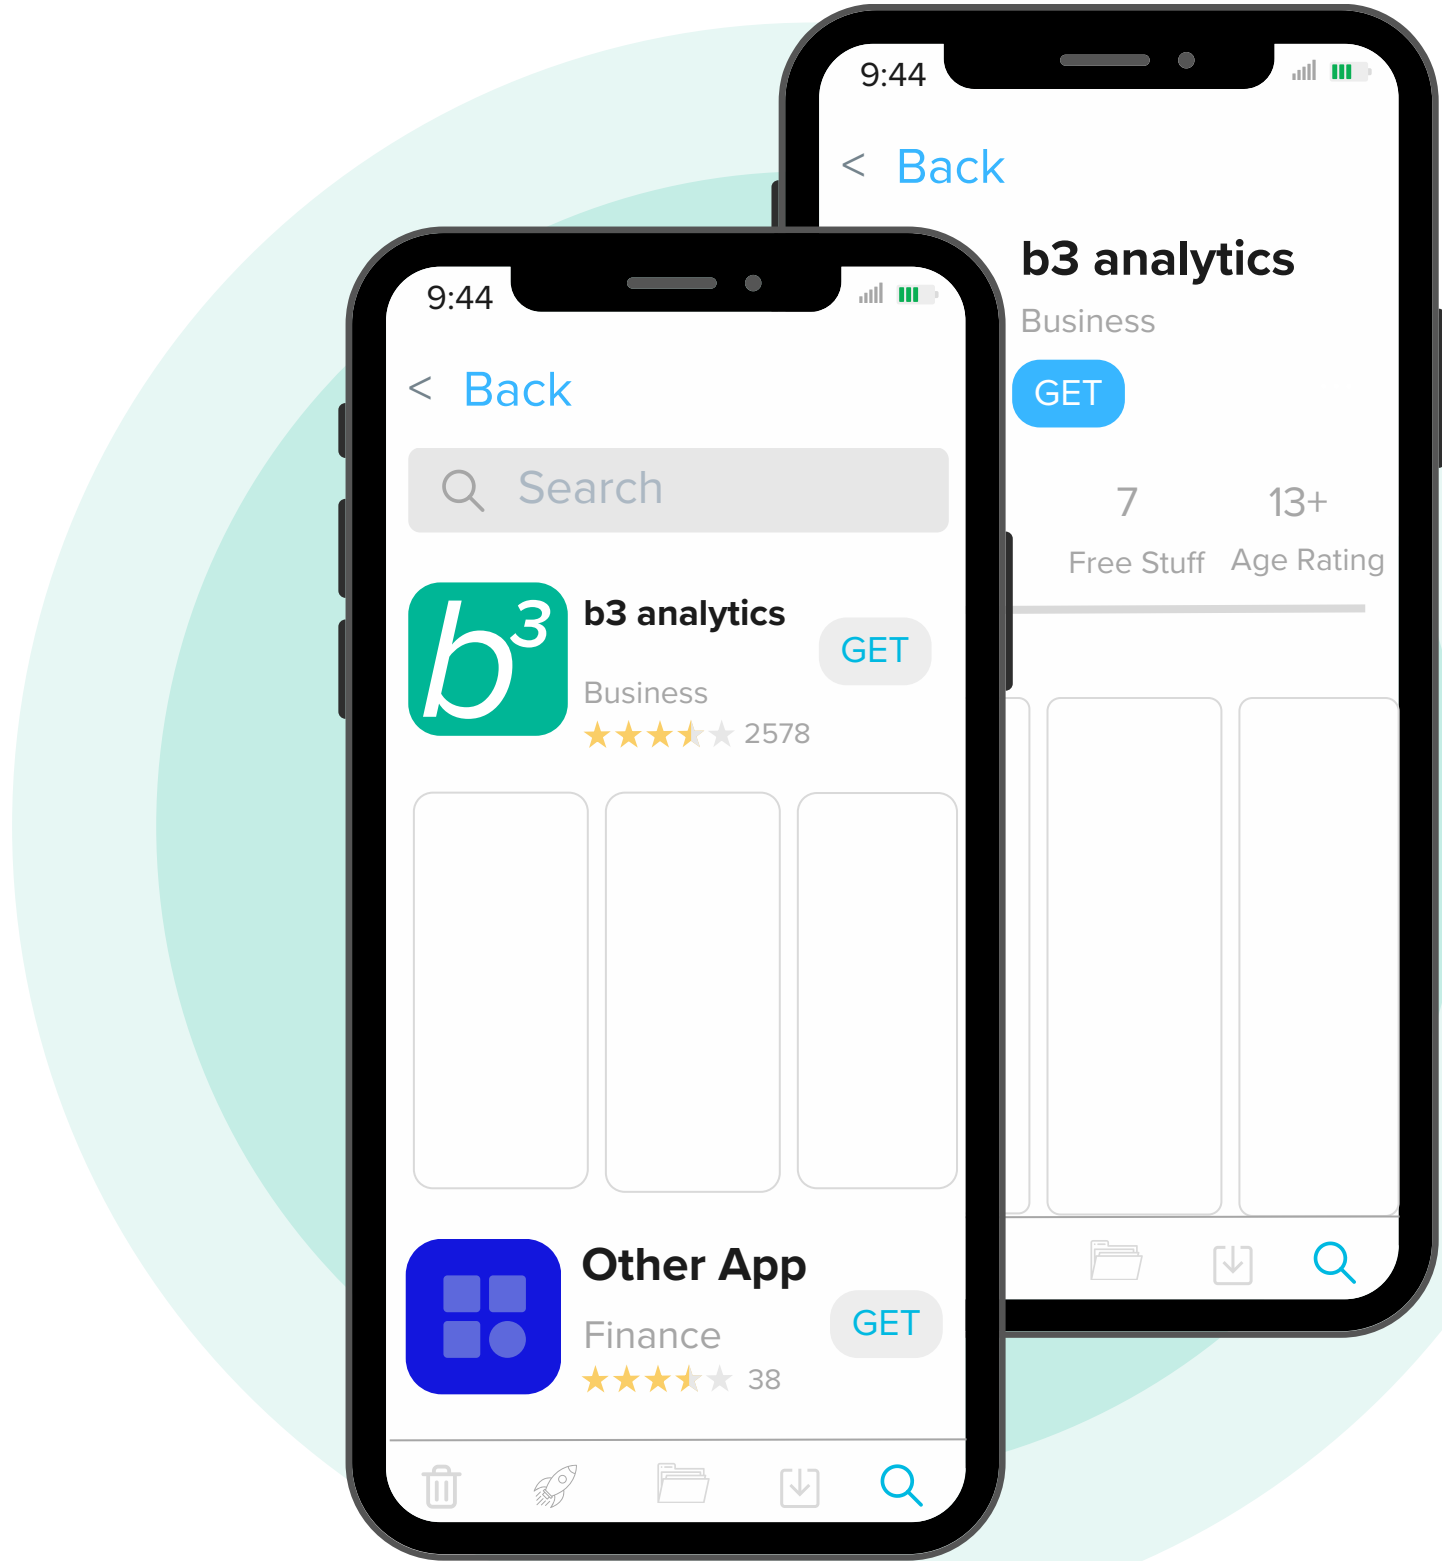 9:44
< Back
b3 analytics
Business
GET
7
13+
Free Stuff
Age Rating
9:44
< Back
Search
b³
b3 analytics
GET
Business
2578
Other App
Finance
GET
38